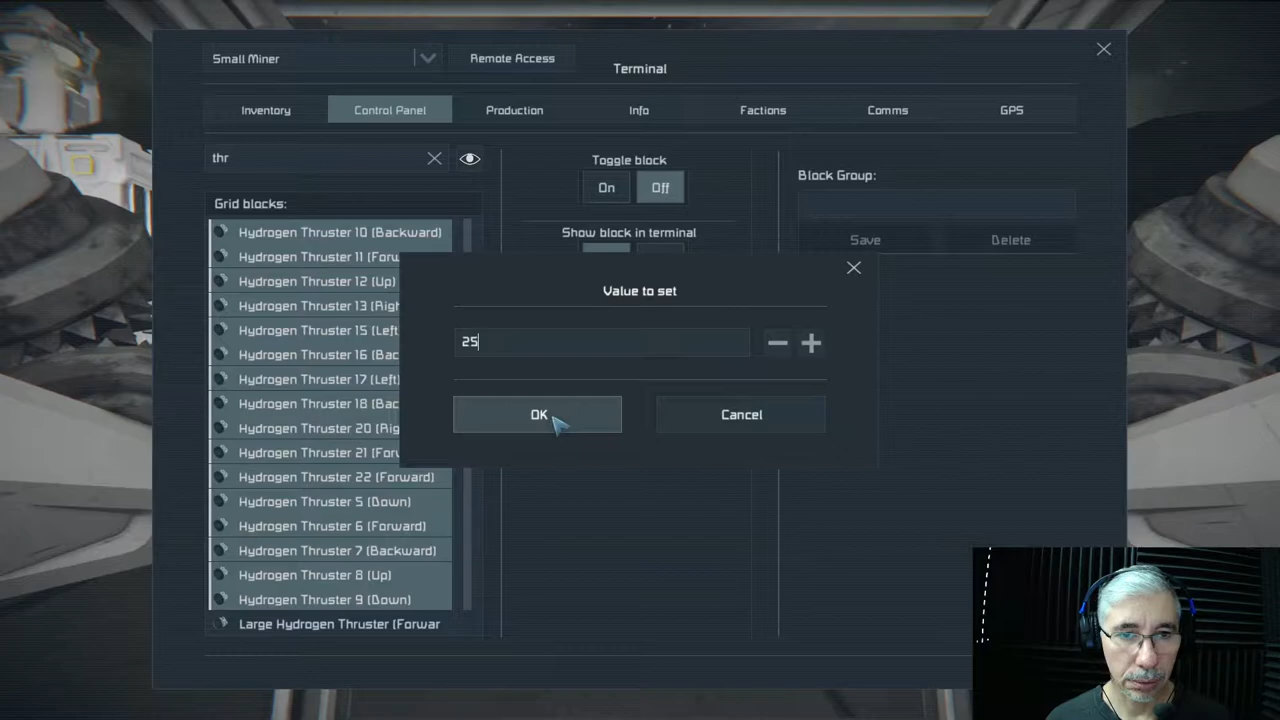 Small Miner
Remote Access
Terminal
Inventory
Control Panel
Production
Info
Factions
Comms
GPS
thr
Toggle block
On
Off
Block Group:
Save
Delete
Show block in terminal
Grid blocks:
Hydrogen Thruster 10 (Backward)
Hydrogen Thruster 11 (Forw
Hydrogen Thruster 12 (Up)
Hydrogen Thruster 13 (Righ
Hydrogen Thruster 15 (Left
Hydrogen Thruster 16 (Bac
Hydrogen Thruster 17 (Left)
Hydrogen Thruster 18 (Bac
Hydrogen Thruster 20 (Rig
Hydrogen Thruster 21 (Forv
Hydrogen Thruster 22 (Forward)
Hydrogen Thruster 5 (Down)
Hydrogen Thruster 6 (Forward)
Hydrogen Thruster 7 (Backward)
Hydrogen Thruster 8 (Up)
Hydrogen Thruster 9 (Down)
Large Hydrogen Thruster (Forwar
Value to set
25
OK
Cancel